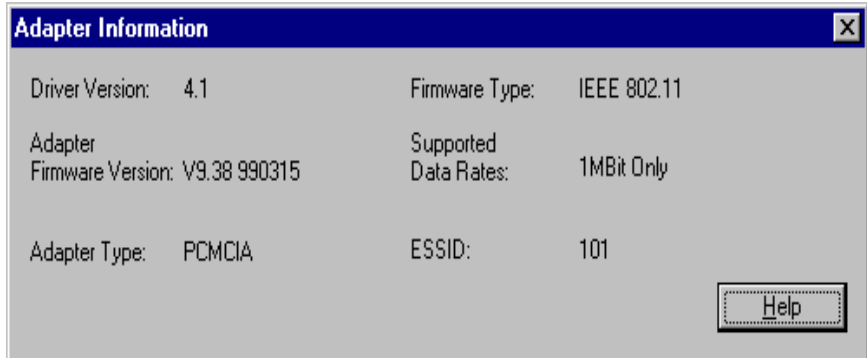 Adapter Information
Driver Version: 4.1 Firmware Type: IEEE 802.11
Adapter Supported
Firmware Version: V9.38 990315 Data Rates: 1MBit Only
Adapter Type: PCMCIA ESSID: 101
Help